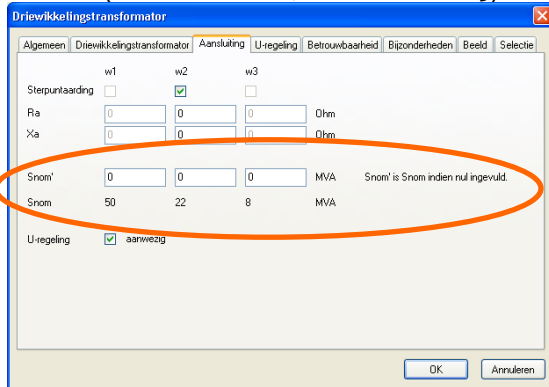 Driewikkelingstransformator
Algemeen Driewikkelingstransformator Aansluiting U-regeling Betrouwbaarheid Bijzonderheden Beeld Selectie
w1 w2 w3
Sterpuntaarding
Ra 0 0 0 Ohm
Xa 0 0 0 Ohm
Snom' 0 0 0 MVA Snom' is Snom indien nul ingevuld.
Snom 50 22 8 MVA
U-regeling aanwezig
OK Annuleren